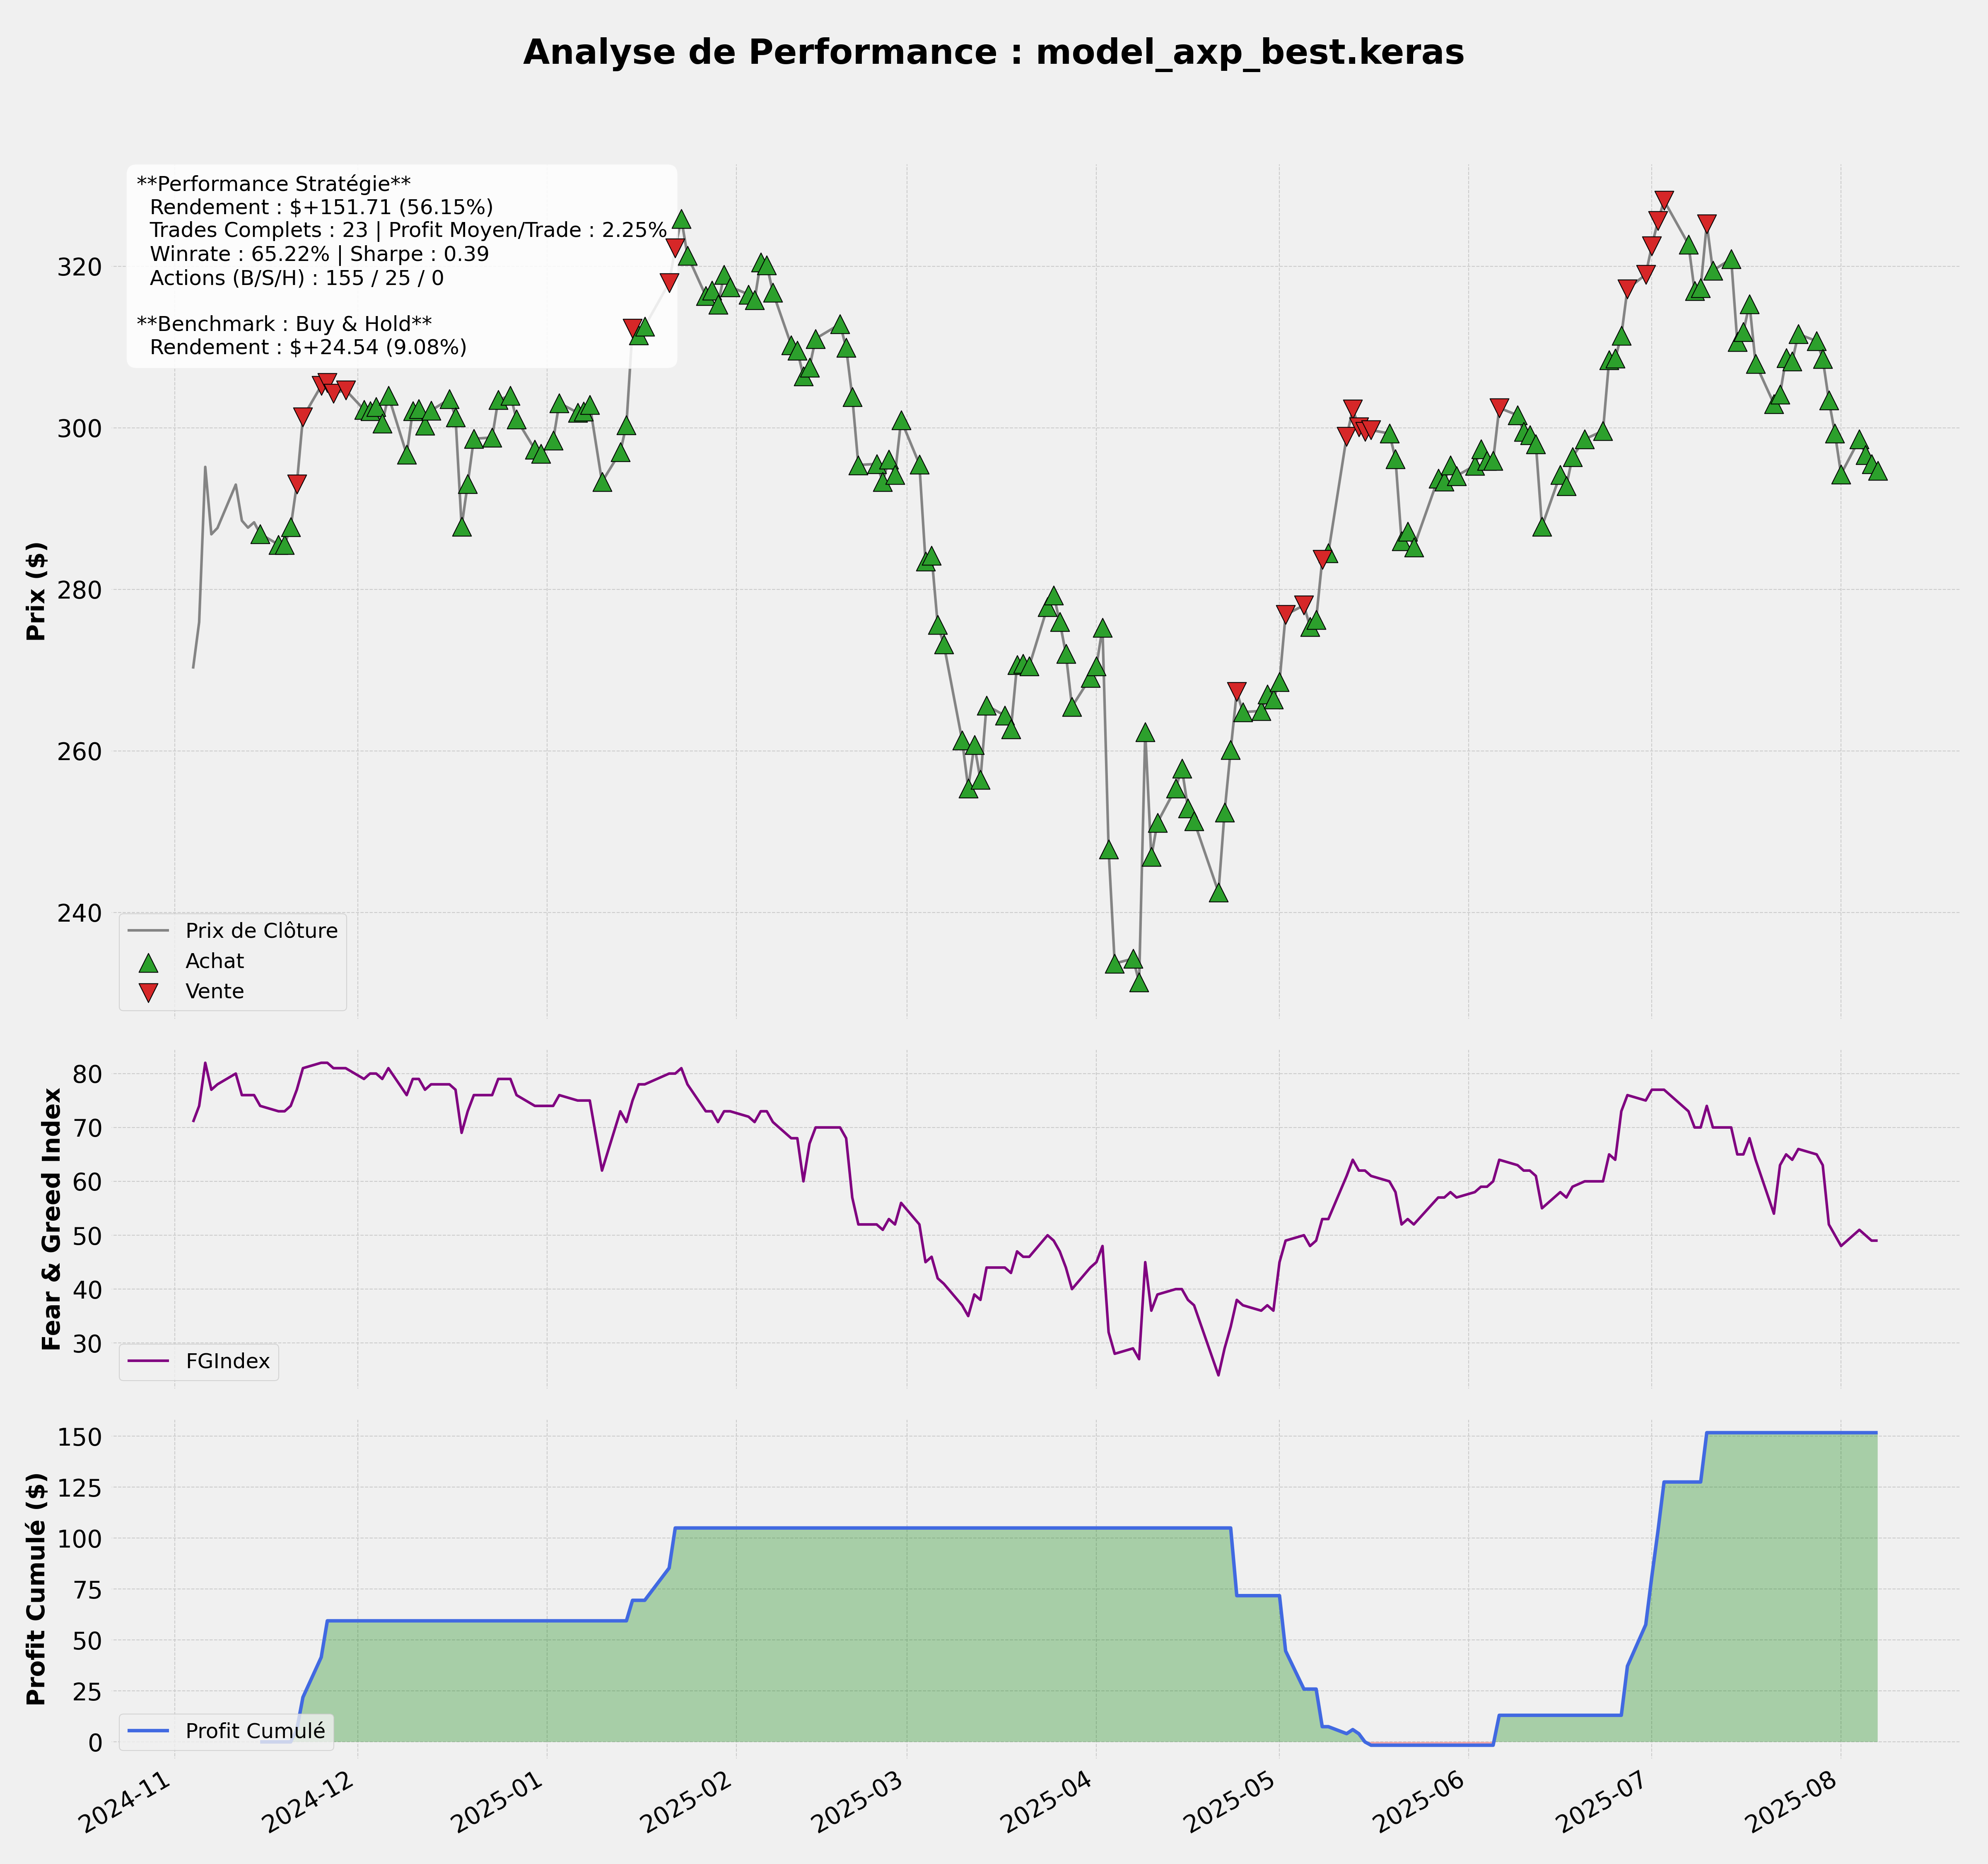 Analyse de Performance : model_axp_best.keras
**Performance Stratégie**
Rendement : $+151.71 (56.15%)
Trades Complets : 23 | Profit Moyen/Trade : 2.25%
Winrate : 65.22% | Sharpe : 0.39
Actions (B/S/H) : 155 / 25 / 0
**Benchmark : Buy & Hold**
Rendement : $+24.54 (9.08%)
Prix ($)
320
300
280
260
240
Prix de Clôture
Achat
Vente
Fear & Greed Index
80
70
60
50
40
30
FGIndex
Profit Cumulé ($)
150
125
100
75
50
25
0
Profit Cumulé
2024-11
2024-12
2025-01
2025-02
2025-03
2025-04
2025-05
2025-06
2025-07
2025-08